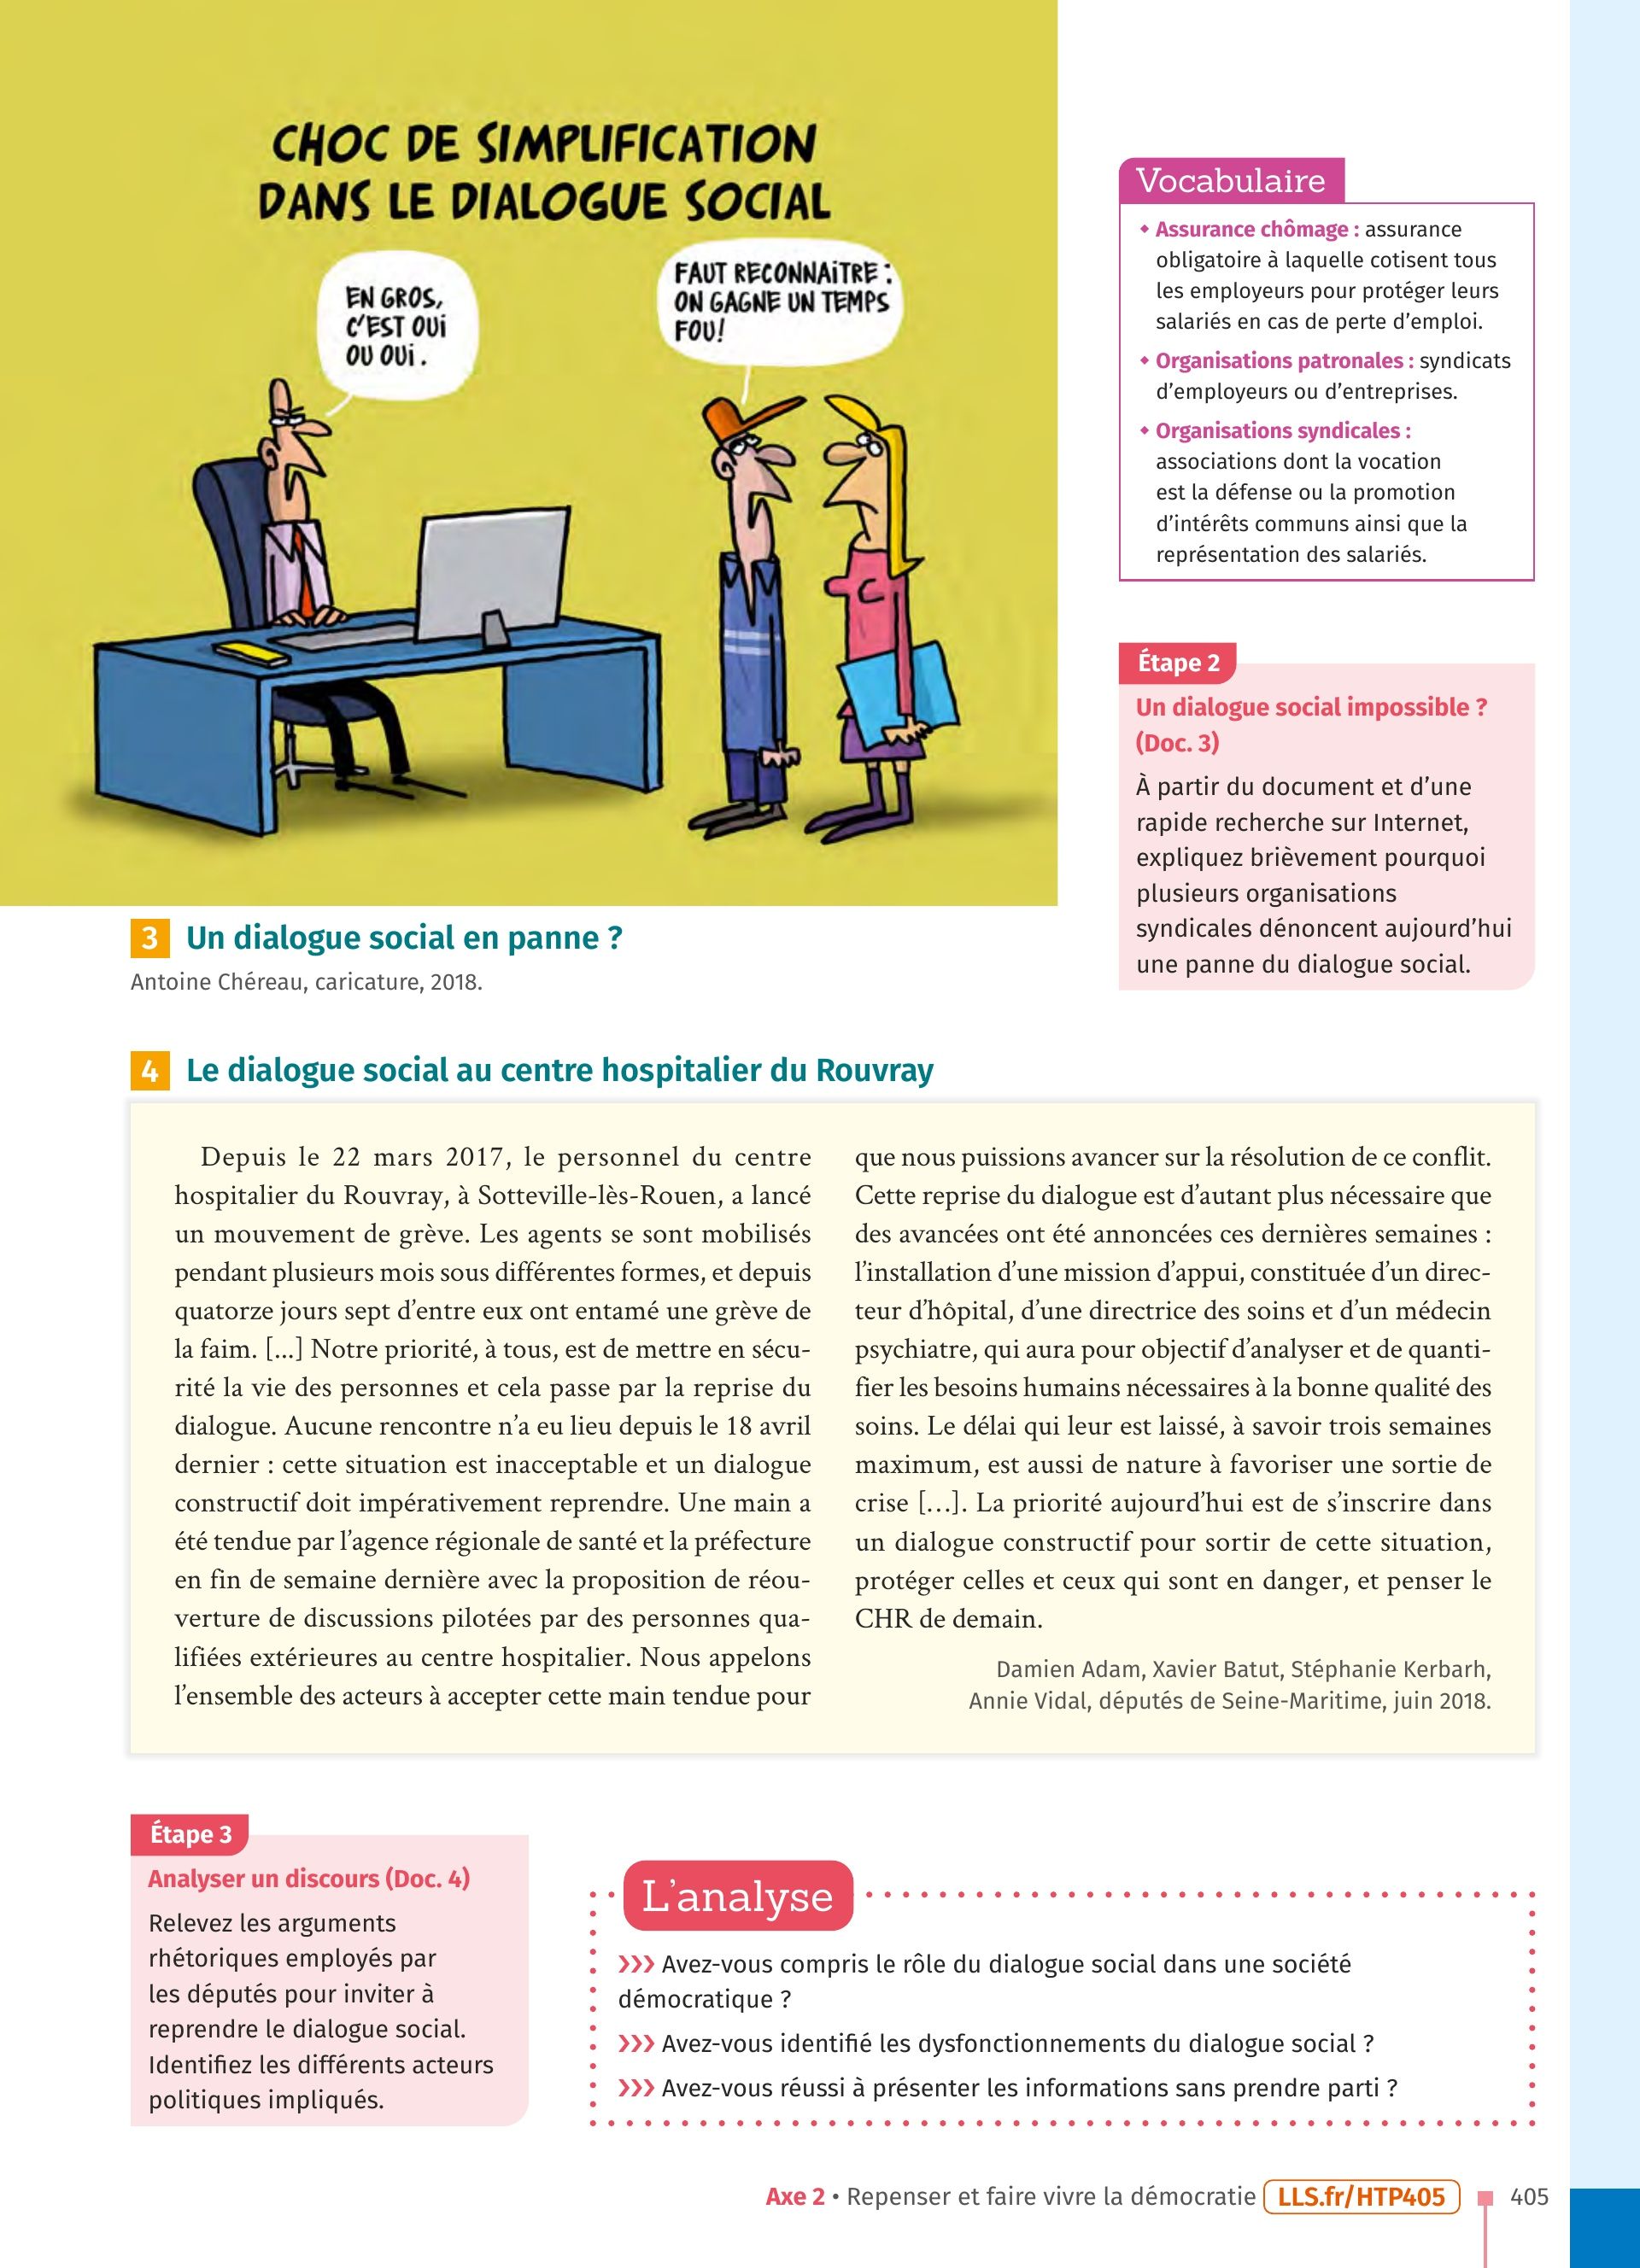 CHOC DE SIMPLIFICATION
DANS LE DIALOGUE SOCIAL
EN GROS,
C'EST OUi
OU OUi.
FAUT RECONNAiTRE :
ON GAGNE UN TEMPS
FOU!
Vocabulaire
Assurance chômage : assurance
obligatoire à laquelle cotisent tous
les employeurs pour protéger leurs
salariés en cas de perte d’emploi.
Organisations patronales : syndicats
d’employeurs ou d’entreprises.
Organisations syndicales :
associations dont la vocation
est la défense ou la promotion
d’intérêts communs ainsi que la
représentation des salariés.
Étape 2
Un dialogue social impossible ?
(Doc. 3)
À partir du document et d’une
rapide recherche sur Internet,
expliquez brièvement pourquoi
plusieurs organisations
syndicales dénoncent aujourd’hui
une panne du dialogue social.
3 Un dialogue social en panne ?
Antoine Chéreau, caricature, 2018.
4 Le dialogue social au centre hospitalier du Rouvray
Depuis le 22 mars 2017, le personnel du centre
hospitalier du Rouvray, à Sotteville-lès-Rouen, a lancé
un mouvement de grève. Les agents se sont mobilisés
pendant plusieurs mois sous différentes formes, et depuis
quatorze jours sept d’entre eux ont entamé une grève de
la faim. [...] Notre priorité, à tous, est de mettre en sécu-
rité la vie des personnes et cela passe par la reprise du
dialogue. Aucune rencontre n’a eu lieu depuis le 18 avril
dernier : cette situation est inacceptable et un dialogue
constructif doit impérativement reprendre. Une main a
été tendue par l’agence régionale de santé et la préfecture
en fin de semaine dernière avec la proposition de réou-
verture de discussions pilotées par des personnes qua-
lifiées extérieures au centre hospitalier. Nous appelons
l’ensemble des acteurs à accepter cette main tendue pour
que nous puissions avancer sur la résolution de ce conflit.
Cette reprise du dialogue est d’autant plus nécessaire que
des avancées ont été annoncées ces dernières semaines :
l’installation d’une mission d’appui, constituée d’un direc-
teur d’hôpital, d’une directrice des soins et d’un médecin
psychiatre, qui aura pour objectif d’analyser et de quanti-
fier les besoins humains nécessaires à la bonne qualité des
soins. Le délai qui leur est laissé, à savoir trois semaines
maximum, est aussi de nature à favoriser une sortie de
crise […]. La priorité aujourd’hui est de s’inscrire dans
un dialogue constructif pour sortir de cette situation,
protéger celles et ceux qui sont en danger, et penser le
CHR de demain.
Damien Adam, Xavier Batut, Stéphanie Kerbarh,
Annie Vidal, députés de Seine-Maritime, juin 2018.
Étape 3
Analyser un discours (Doc. 4)
Relevez les arguments
rhétoriques employés par
les députés pour inviter à
reprendre le dialogue social.
Identifiez les différents acteurs
politiques impliqués.
L’analyse
Avez-vous compris le rôle du dialogue social dans une société
démocratique ?
Avez-vous identifié les dysfonctionnements du dialogue social ?
Avez-vous réussi à présenter les informations sans prendre parti ?
Axe 2 • Repenser et faire vivre la démocratie LLS.fr/HTP405 405